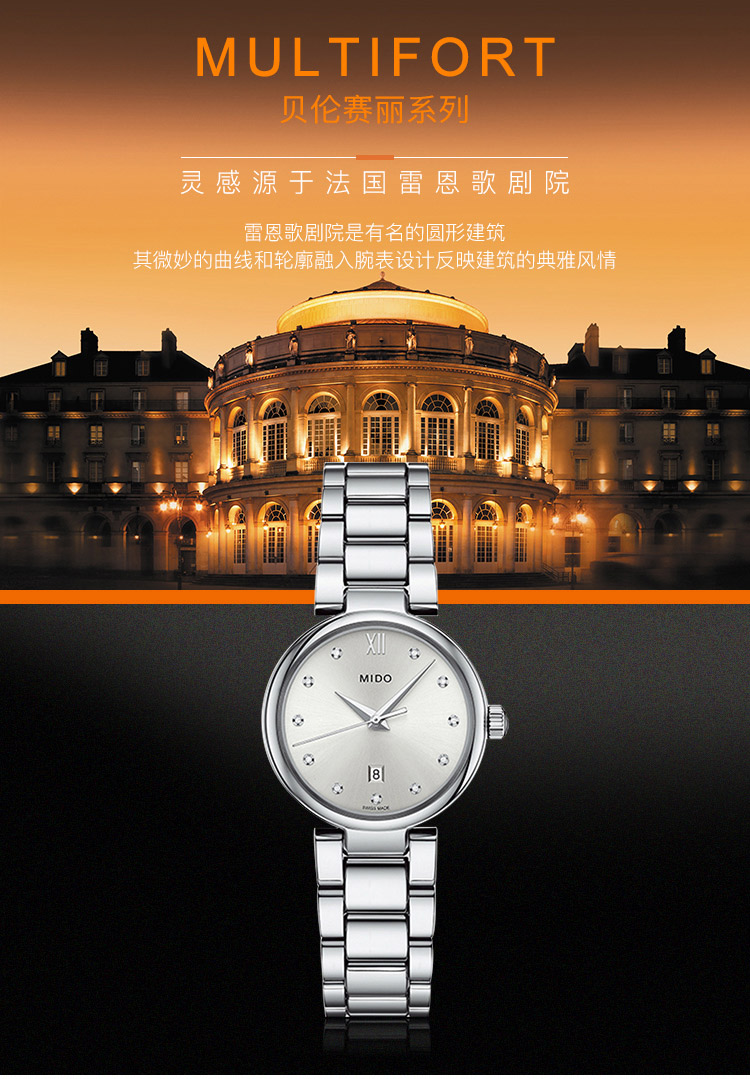 MULTIFORT
贝伦赛丽系列
灵感源于法国雷恩歌剧院
雷恩歌剧院是有名的圆形建筑
其微妙的曲线和轮廓融入腕表设计反映建筑的典雅风情
XII
MIDO
8
SWISS MADE